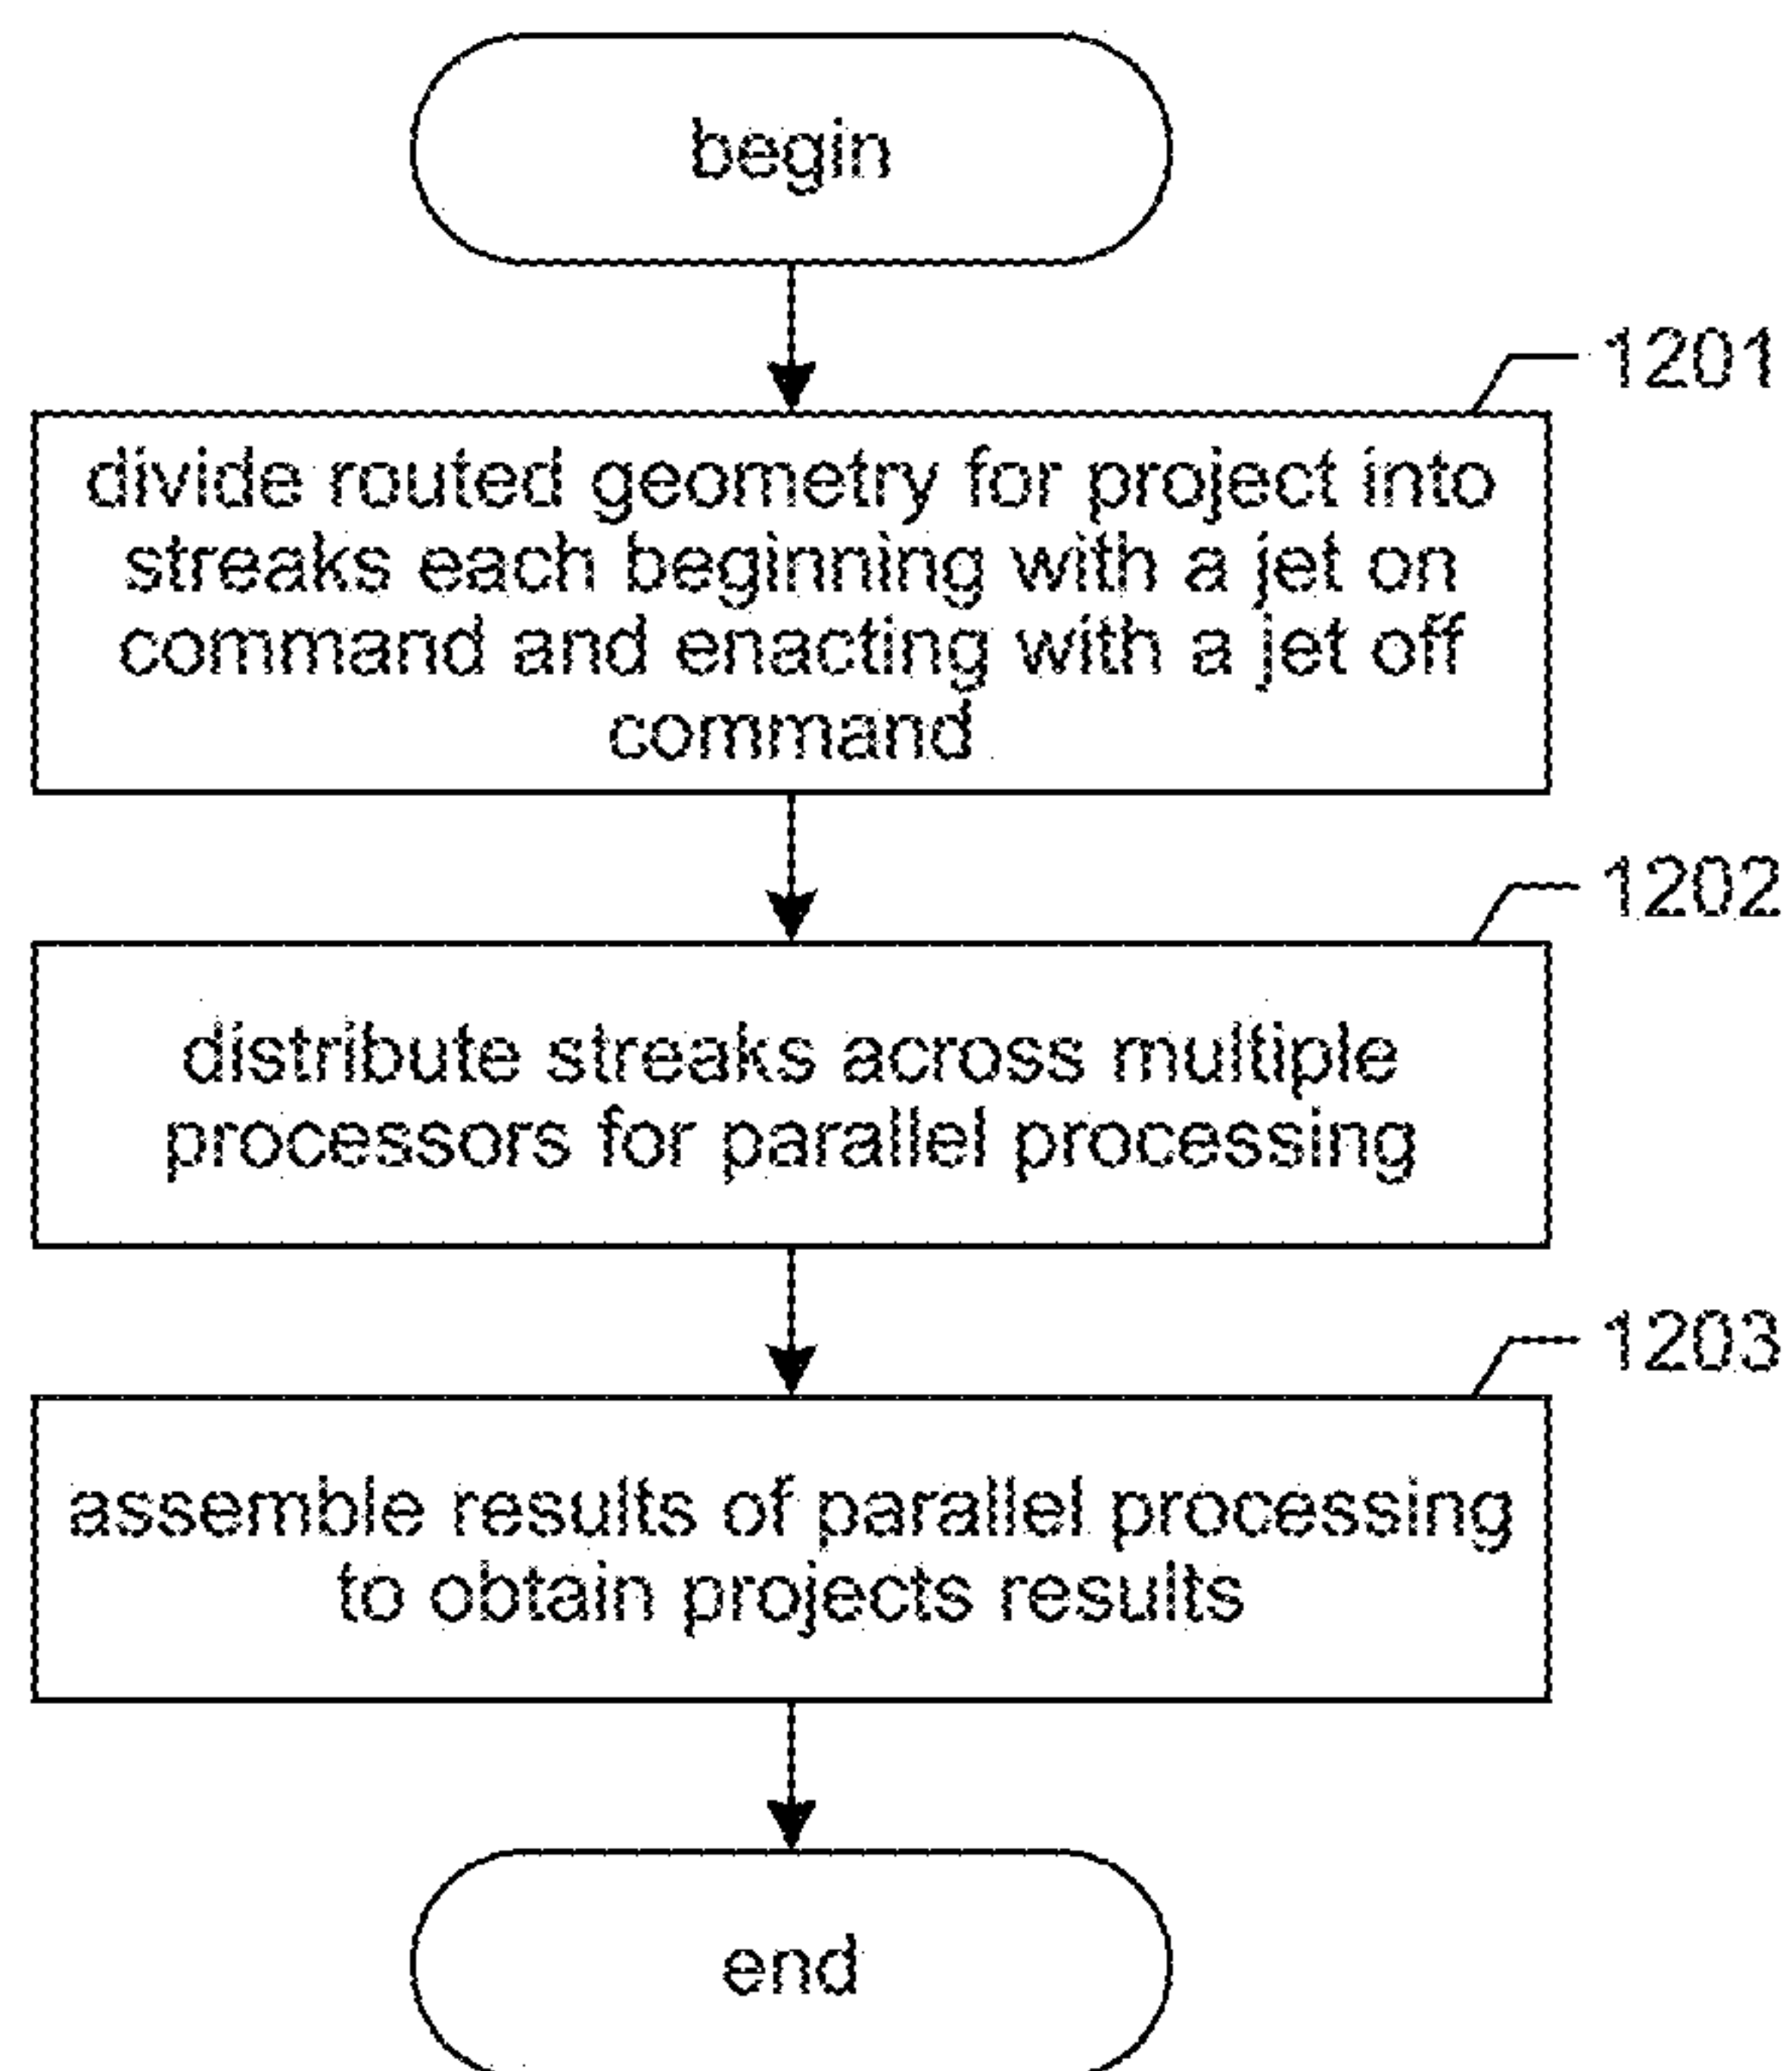 begin
1201
divide routed geometry for project into
streaks each beginning with a jet on
command and enacting with a jet off
command
1202
distribute streaks across multiple
processors for parallel processing
1203
assemble results of parallel processing
to obtain projects results
end